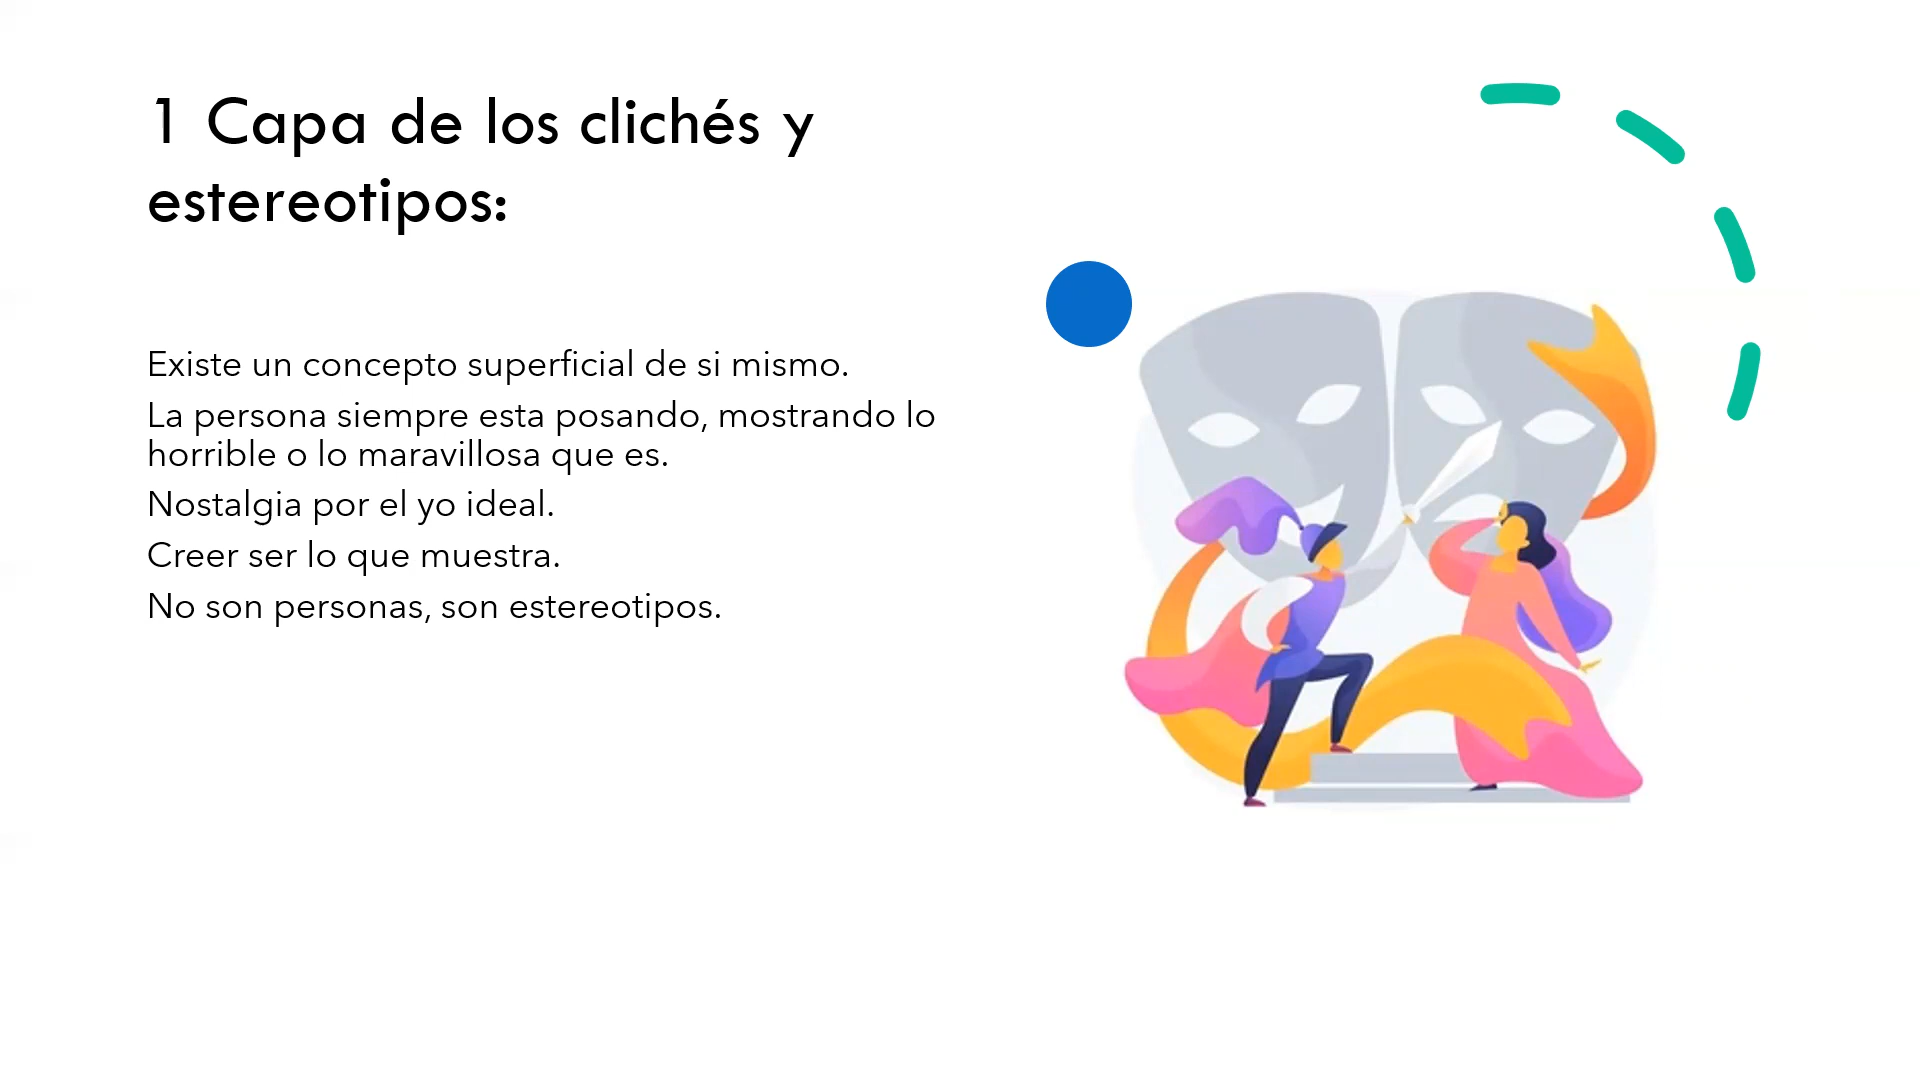 1 Capa de los clichés y
estereotipos:
Existe un concepto superficial de si mismo.
La persona siempre esta posando, mostrando lo
horrible o lo maravillosa que es.
Nostalgia por el yo ideal.
Creer ser lo que muestra.
No son personas, son estereotipos.